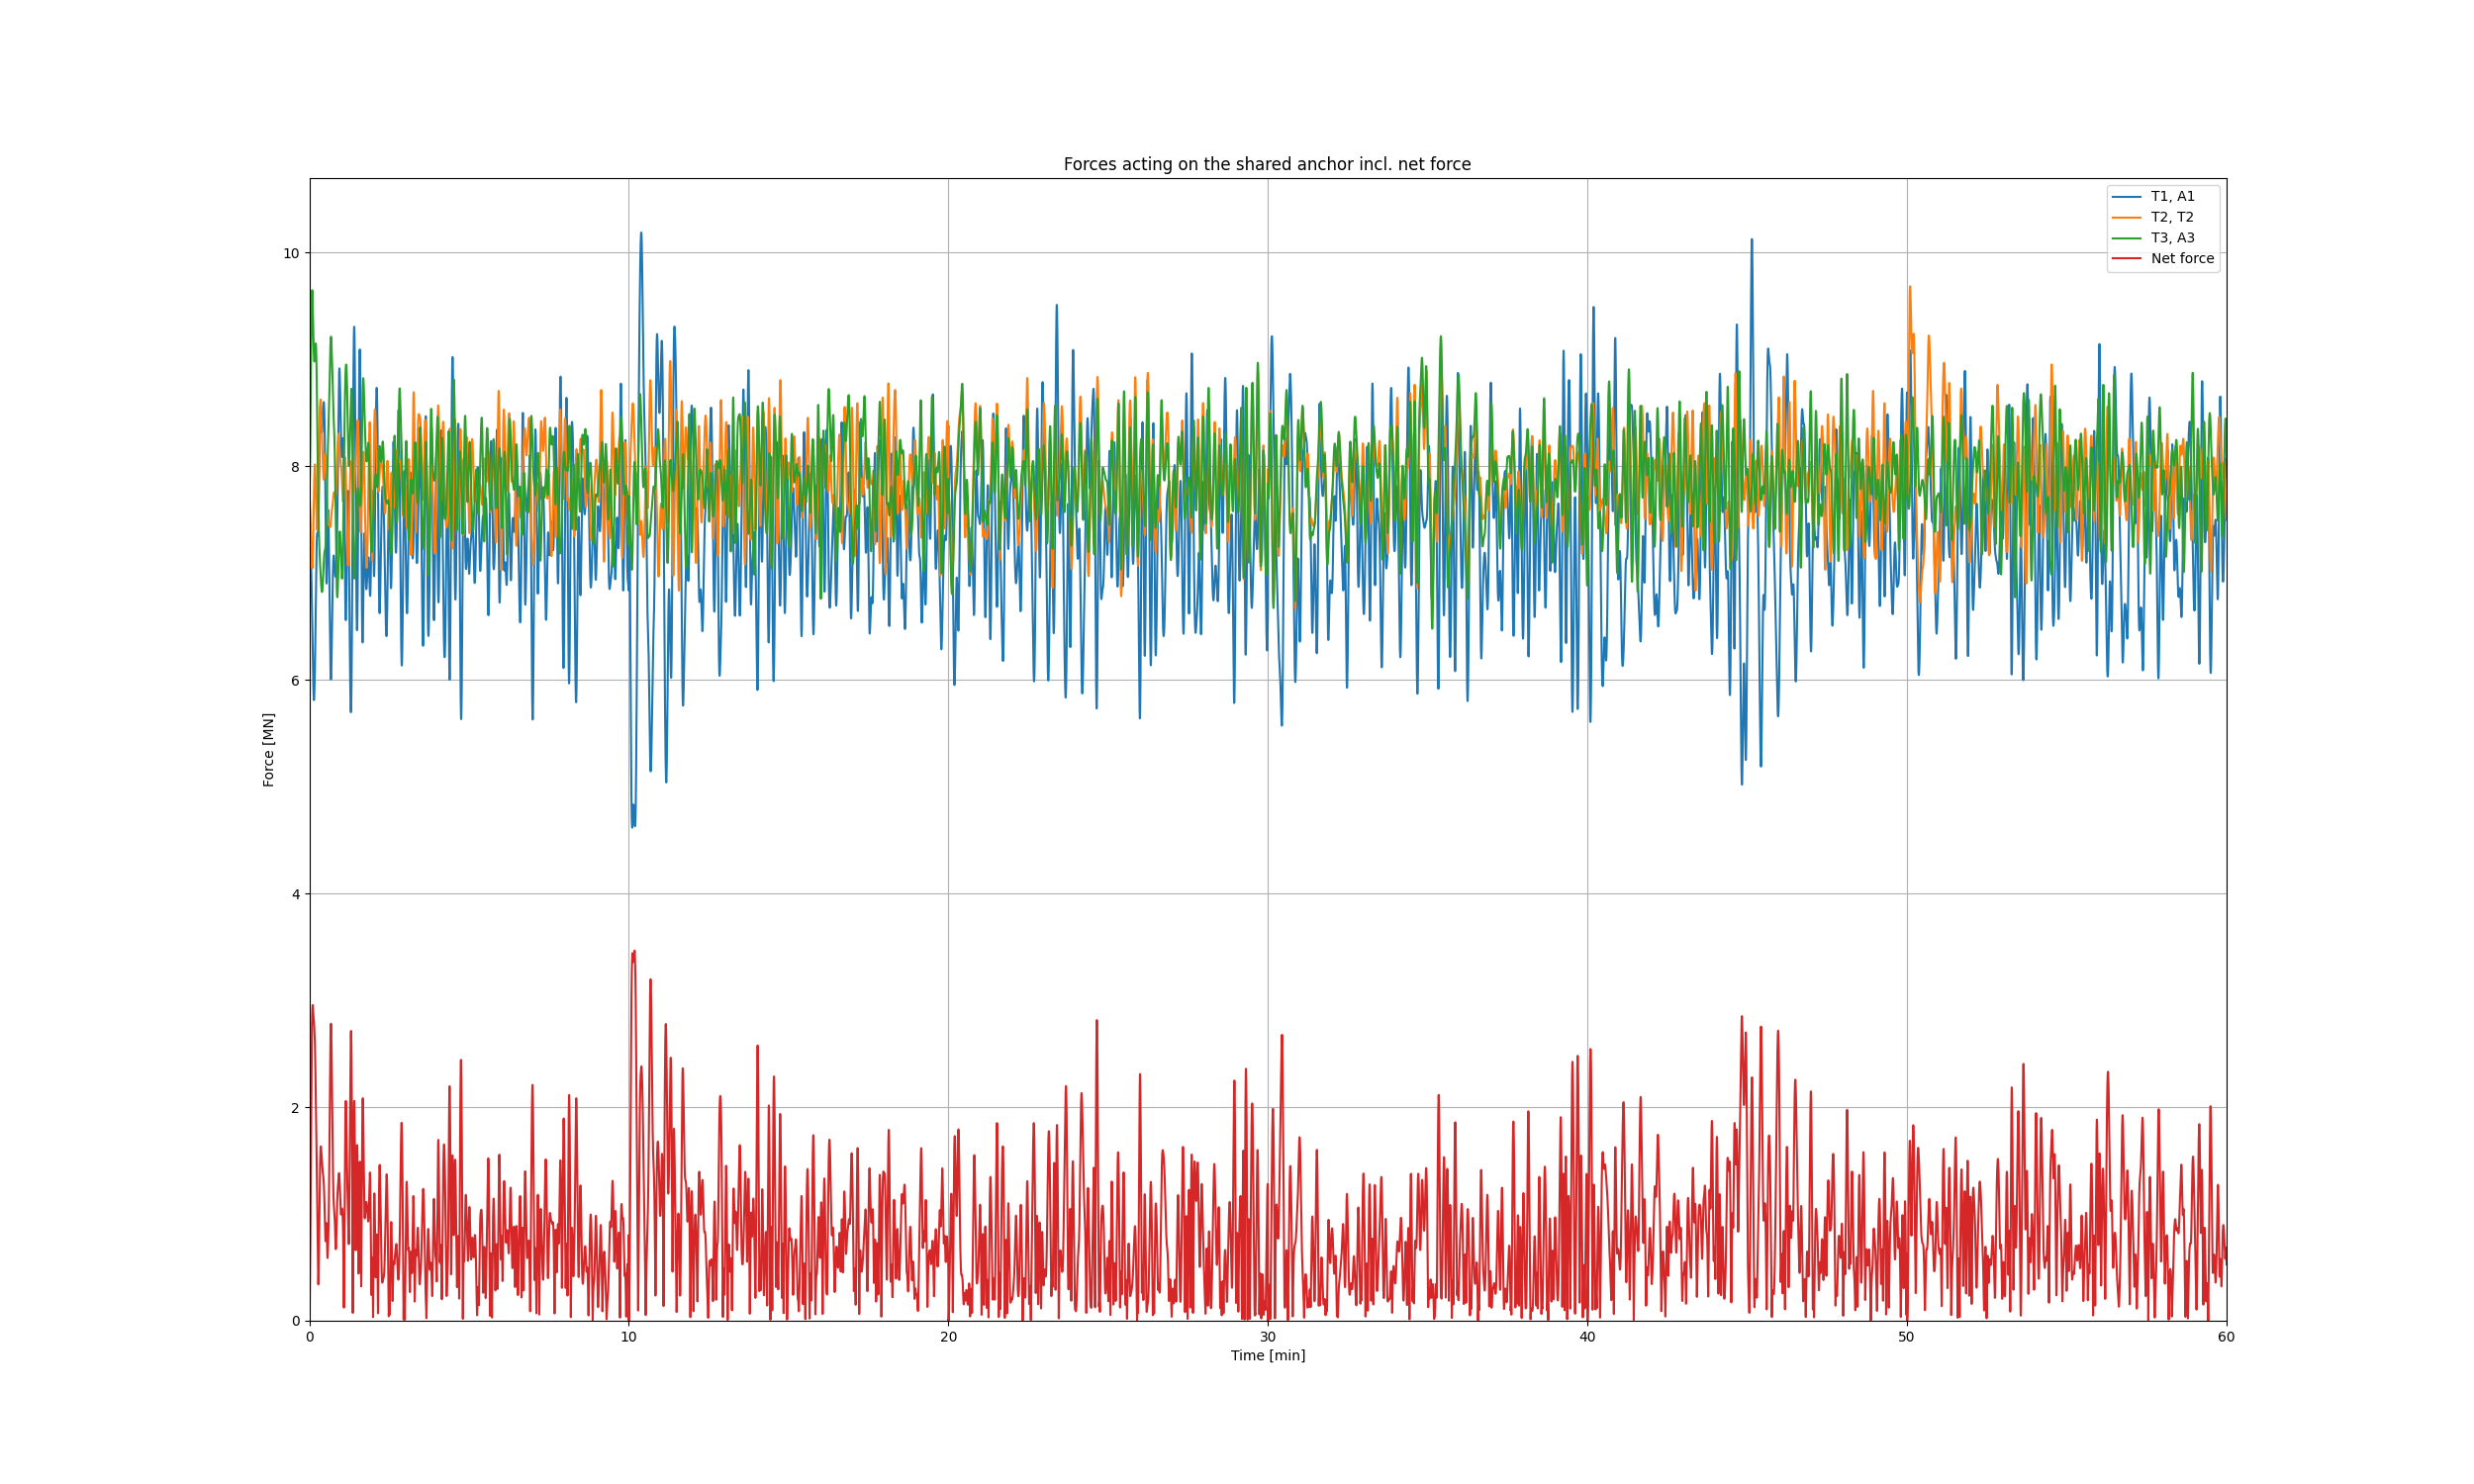 Forces acting on the shared anchor incl. net force
T1, A1
T2, T2
T3, A3
Net force
10
8
6
4
2
0
Force [MN]
0 10 20 30 40 50 60
Time [min]